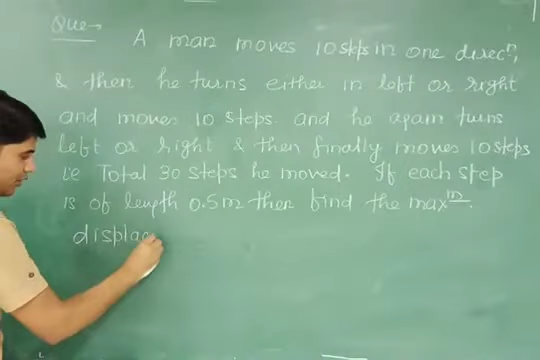 Que→ A man moves 10 steps in one direcⁿ,
& then he turns either in left or right
and moves 10 steps and he again turns
left or right & then finally moves 10 steps
i.e Total 30 steps he moved. If each step
is of length 0.5m then find the maxᵐ.
displac